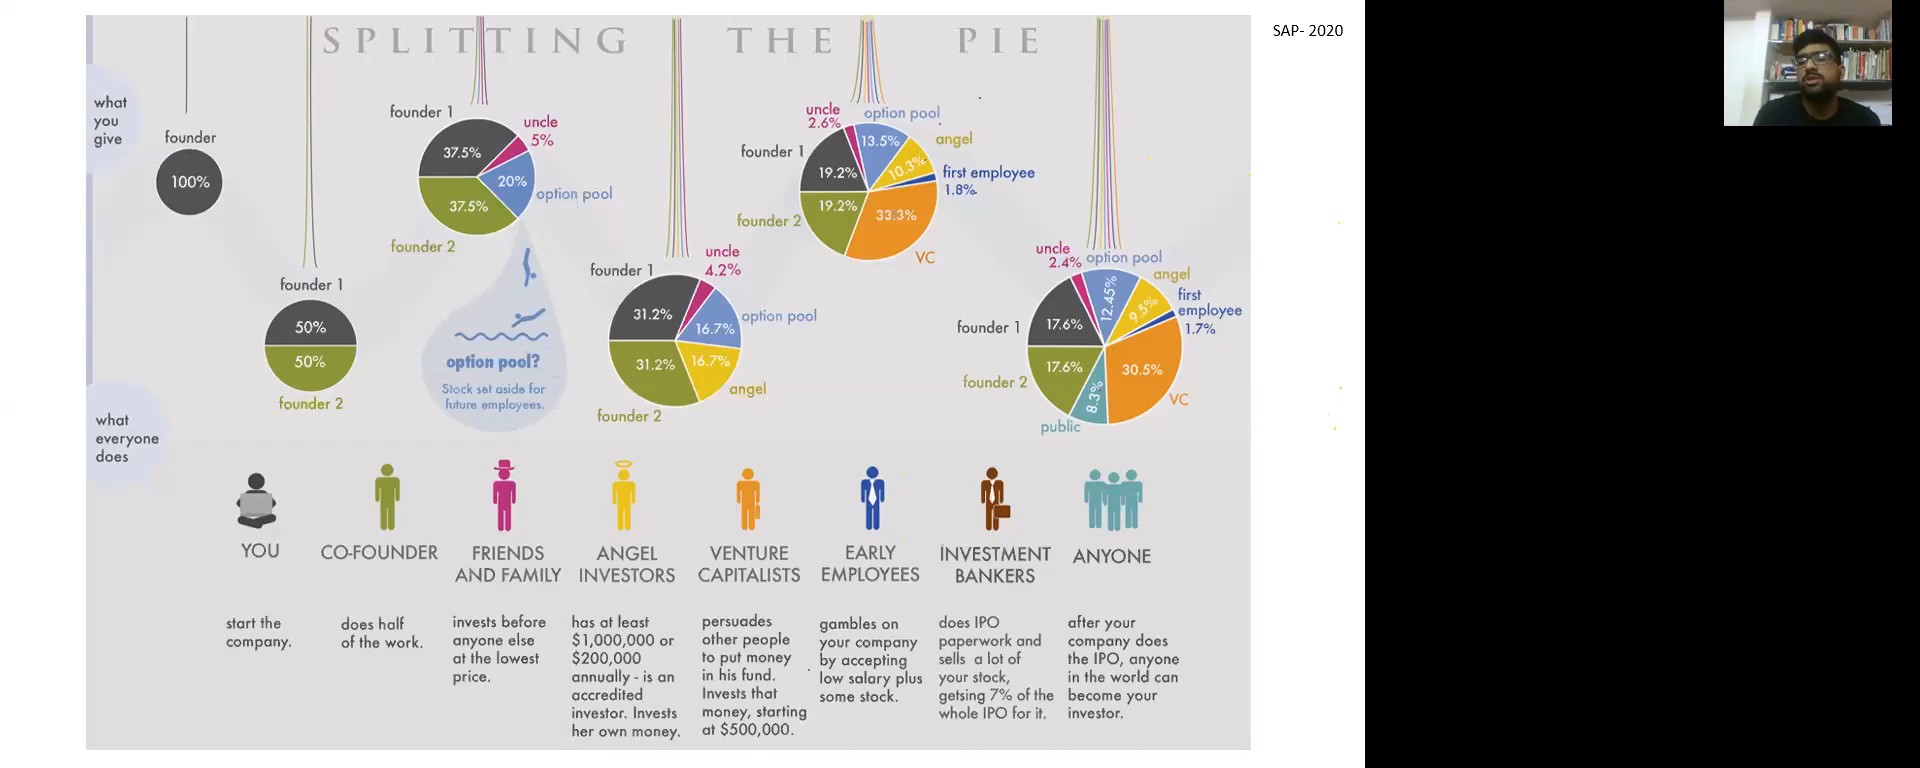 SPLITTING THE PIE
SAP- 2020
what
you
give
founder
100%
founder 1
50%
50%
founder 2
founder 1
uncle
5%
37.5%
20%
option pool
37.5%
founder 2
option pool?
Stock set aside for
future employees.
founder 1
uncle
4.2%
31.2%
option pool
16.7%
31.2%
16.7%
angel
founder 2
uncle
2.6%
option pool
13.5%
angel
10.3%
founder 1
19.2%
first employee
1.8%
19.2%
founder 2
33.3%
VC
uncle
2.4%
option pool
12.45%
angel
9.5%
first
employee
1.7%
founder 1
17.6%
17.6%
founder 2
30.5%
VC
8.3%
public
what
everyone
does
YOU
start the
company.
CO-FOUNDER
does half
of the work.
FRIENDS
AND FAMILY
invests before
anyone else
at the lowest
price.
ANGEL
INVESTORS
has at least
$1,000,000 or
$200,000
annually - is an
accredited
investor. Invests
her own money.
VENTURE
CAPITALISTS
persuades
other people
to put money
in his fund.
Invests that
money, starting
at $500,000.
EARLY
EMPLOYEES
gambles on
your company
by accepting
low salary plus
some stock.
INVESTMENT
BANKERS
does IPO
paperwork and
sells a lot of
your stock,
getsing 7% of the
whole IPO for it.
ANYONE
after your
company does
the IPO, anyone
in the world can
become your
investor.